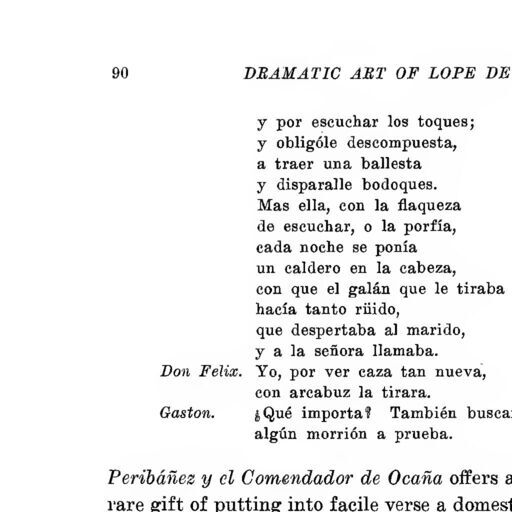 90 DRAMATIC ART OF LOPE DE
y por escuchar los toques;
y obligóle descompuesta,
a traer una ballesta
y disparalle bodoques.
Mas ella, con la flaqueza
de escuchar, o la porfía,
cada noche se ponía
un caldero en la cabeza,
con que el galán que le tiraba
hacía tanto rüido,
que despertaba al marido,
y a la señora llamaba.
Don Felix. Yo, por ver caza tan nueva,
con arcabuz la tirara.
Gaston. ¿Qué importa? También busca
algún morrión a prueba.
Peribáñez y el Comendador de Ocaña offers a
rare gift of putting into facile verse a domest